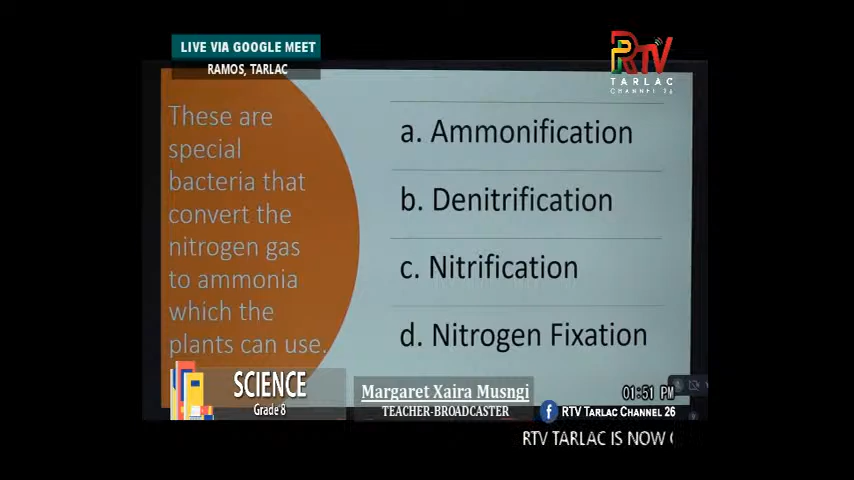 LIVE VIA GOOGLE MEET
RAMOS, TARLAC
RTV
TARLAC
CHANNEL 26
These are
special
bacteria that
convert the
nitrogen gas
to ammonia
which the
plants can use.
a. Ammonification
b. Denitrification
c. Nitrification
d. Nitrogen Fixation
SCIENCE
Grade 8
Margaret Xaira Musngi
TEACHER-BROADCASTER
01:51 PM
f RTV TARLAC CHANNEL 26
RTV TARLAC IS NOW